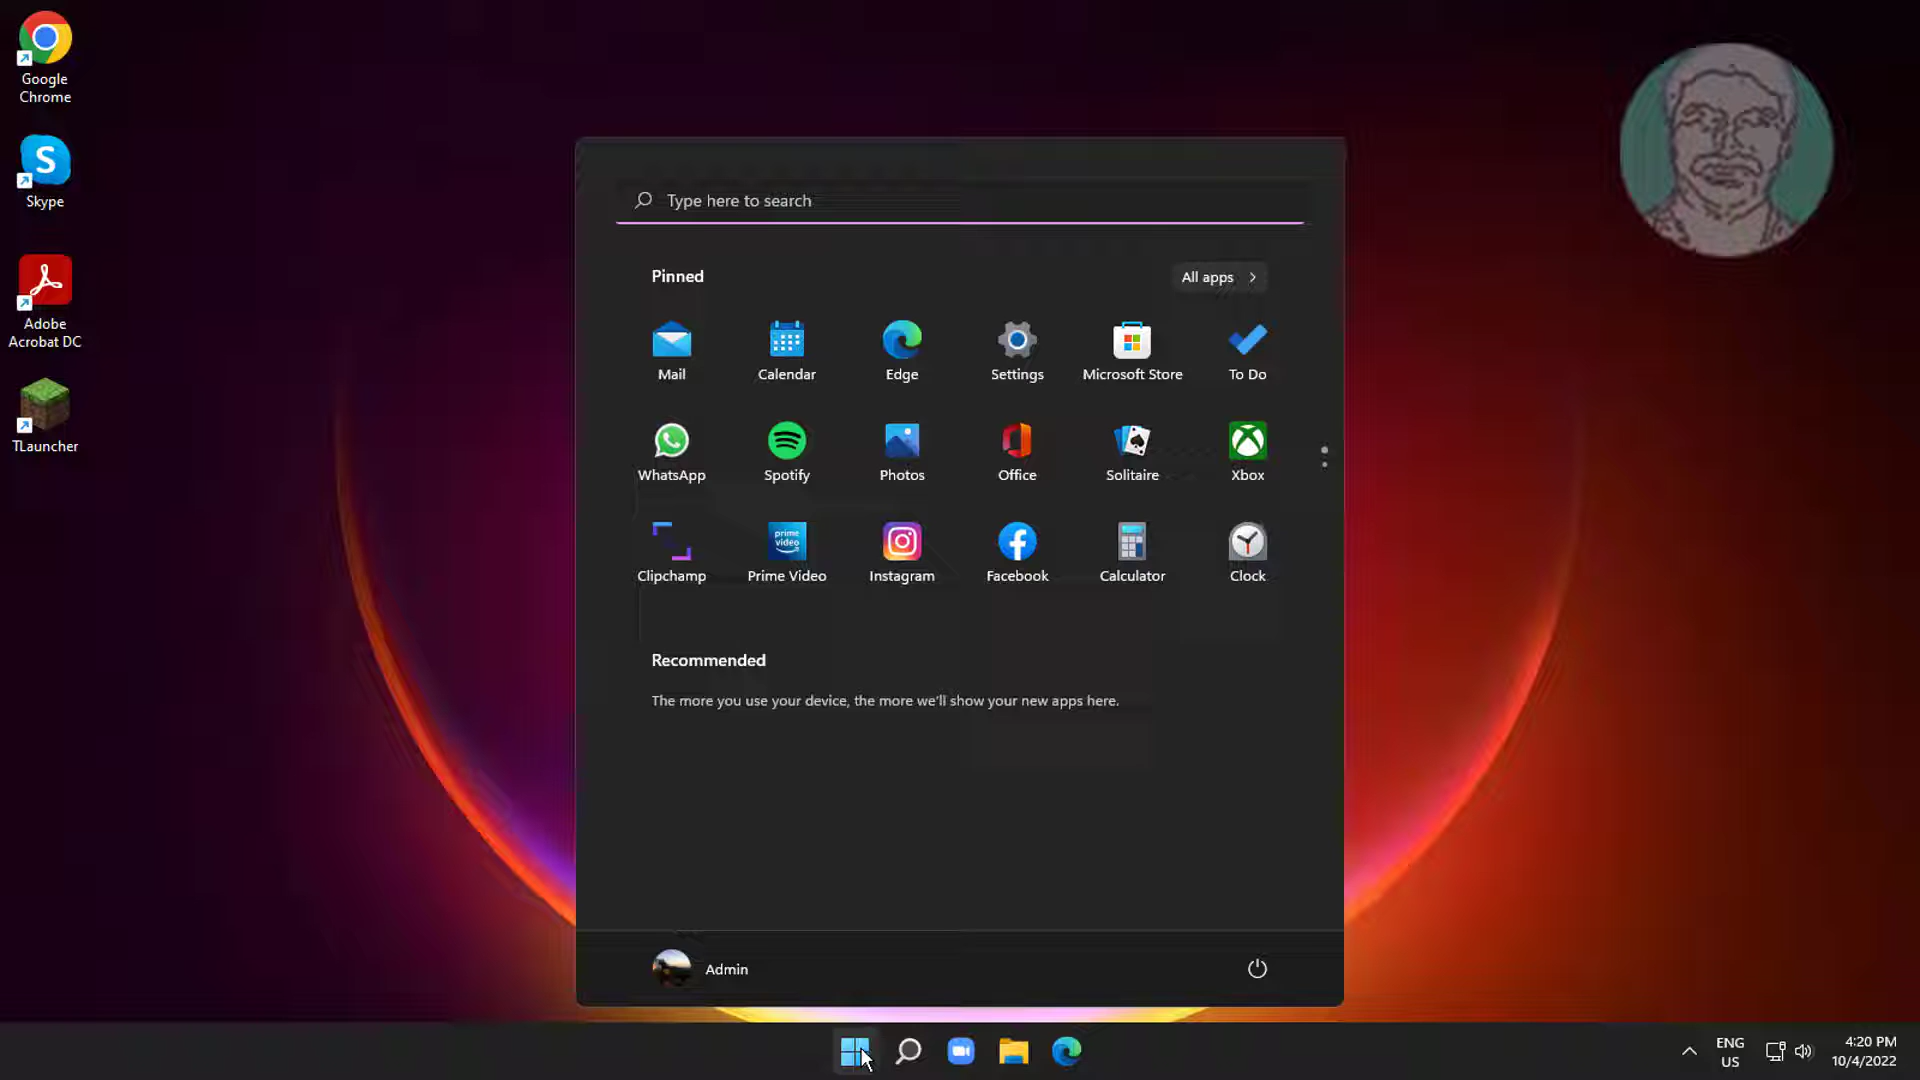 Google
Chrome
S
Skype
Adobe
Acrobat DC
TLauncher
Type here to search
Pinned
All apps
Mail
Calendar
Edge
Settings
Microsoft Store
To Do
WhatsApp
Spotify
Photos
Office
Solitaire
Xbox
prime
video
Clipchamp
Prime Video
Instagram
Facebook
Calculator
Clock
Recommended
The more you use your device, the more we'll show your new apps here.
Admin
ENG
US
4:20 PM
10/4/2022